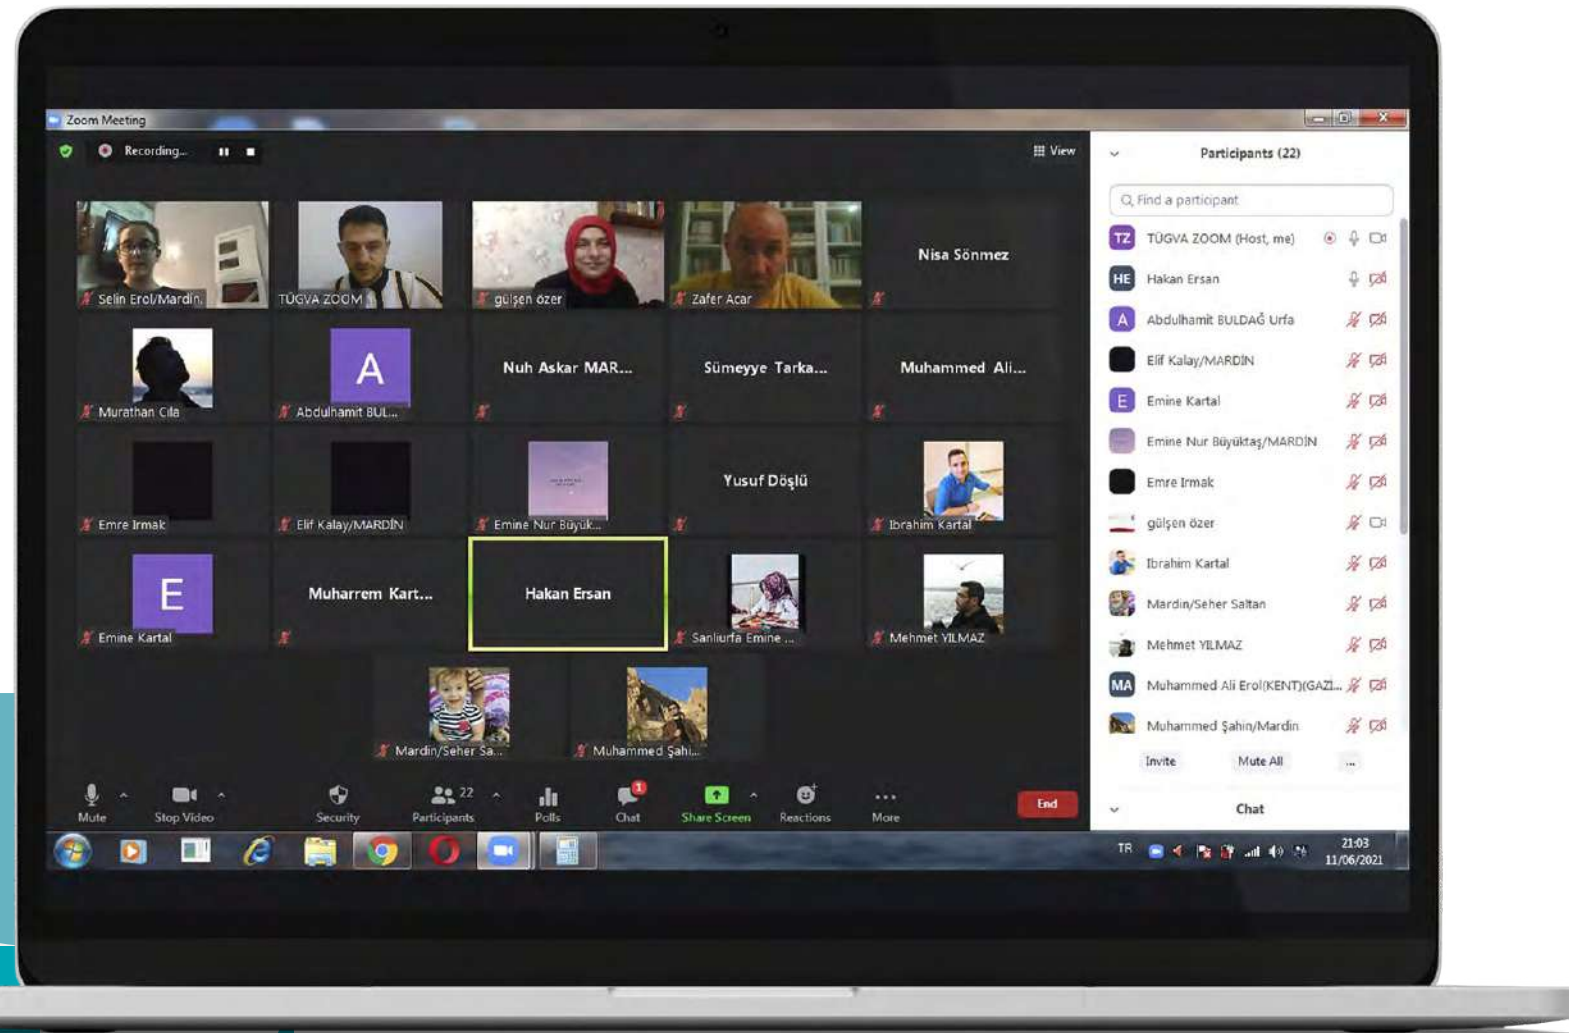 Zoom Meeting
Recording...
View
Selin Erol/Mardin.
TÜGVA ZOOM
gülşen özer
Zafer Acar
Nisa Sönmez
Murathan Cıla
A
Abdulhamit BUL...
Nuh Askar MAR...
Sümeyye Tarka...
Muhammed Ali...
Emre Irmak
Elif Kalay/MARDİN
Emine Nur Büyük...
Yusuf Döşlü
Ibrahim Kartal
E
Emine Kartal
Muharrem Kart...
Hakan Ersan
Sanliurfa Emine ...
Mehmet YILMAZ
Mardin/Seher Sa...
Muhammed Şahi...
Mute
Stop Video
Security
22
Participants
Polls
1
Chat
Share Screen
Reactions
More
End
Participants (22)
Find a participant
TZ TÜGVA ZOOM (Host, me)
HE Hakan Ersan
A Abdulhamit BULDAĞ Urfa
Elif Kalay/MARDİN
E Emine Kartal
Emine Nur Büyüktaş/MARDİN
Emre Irmak
gülşen özer
Ibrahim Kartal
Mardin/Seher Saltan
Mehmet YILMAZ
MA Muhammed Ali Erol(KENT)(GAZİ...
Muhammed Şahin/Mardin
Invite Mute All ...
Chat
TR
21:03
11/06/2021